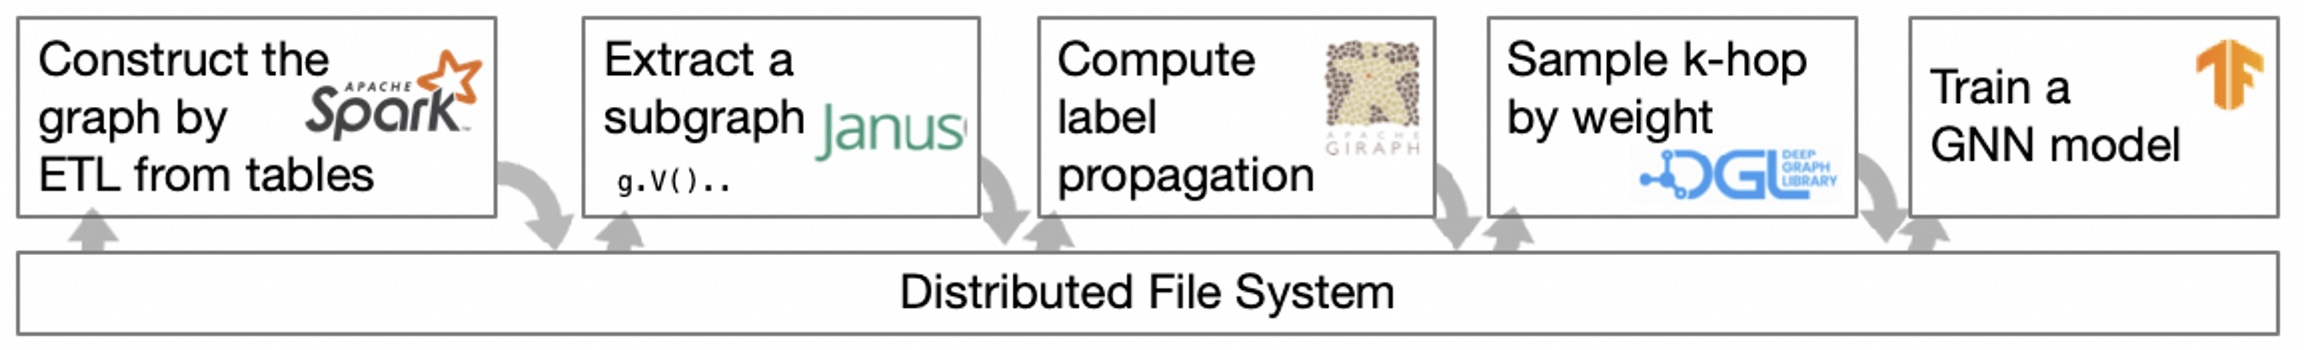 Construct the
graph by
ETL from tables
APACHE
Spark
Extract a
subgraph
Janus
g.V()..
Compute
label
propagation
APACHE
GIRAPH
Sample k-hop
by weight
DGL
DEEP
GRAPH
LIBRARY
Train a
GNN model
Distributed File System